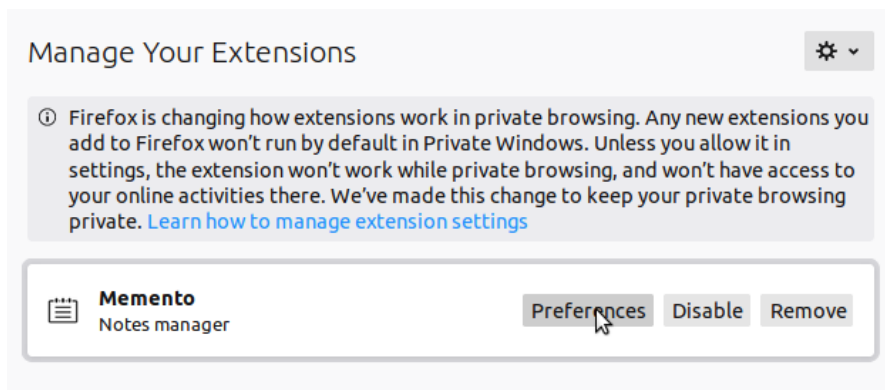 Manage Your Extensions
Firefox is changing how extensions work in private browsing. Any new extensions you
add to Firefox won’t run by default in Private Windows. Unless you allow it in
settings, the extension won’t work while private browsing, and won’t have access to
your online activities there. We’ve made this change to keep your private browsing
private. Learn how to manage extension settings
Memento
Notes manager
Preferences Disable Remove